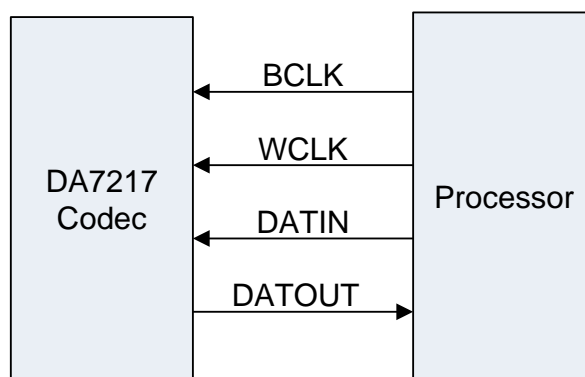 BCLK
WCLK
DA7217
Codec
Processor
DATIN
DATOUT